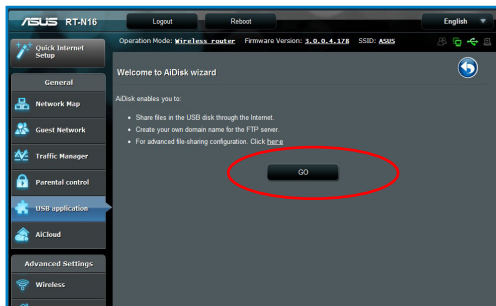 ASUS RT-N16 Logout Reboot English
Quick Internet Setup
Operation Mode: Wireless router Firmware Version: 3.0.0.4.178 SSID: ASUS
General
Network Map
Guest Network
Traffic Manager
Parental control
USB application
AiCloud
Advanced Settings
Wireless
Welcome to AiDisk wizard
AiDisk enables you to:
• Share files in the USB disk through the Internet.
• Create your own domain name for the FTP server.
• For advanced file-sharing configuration. Click here
GO